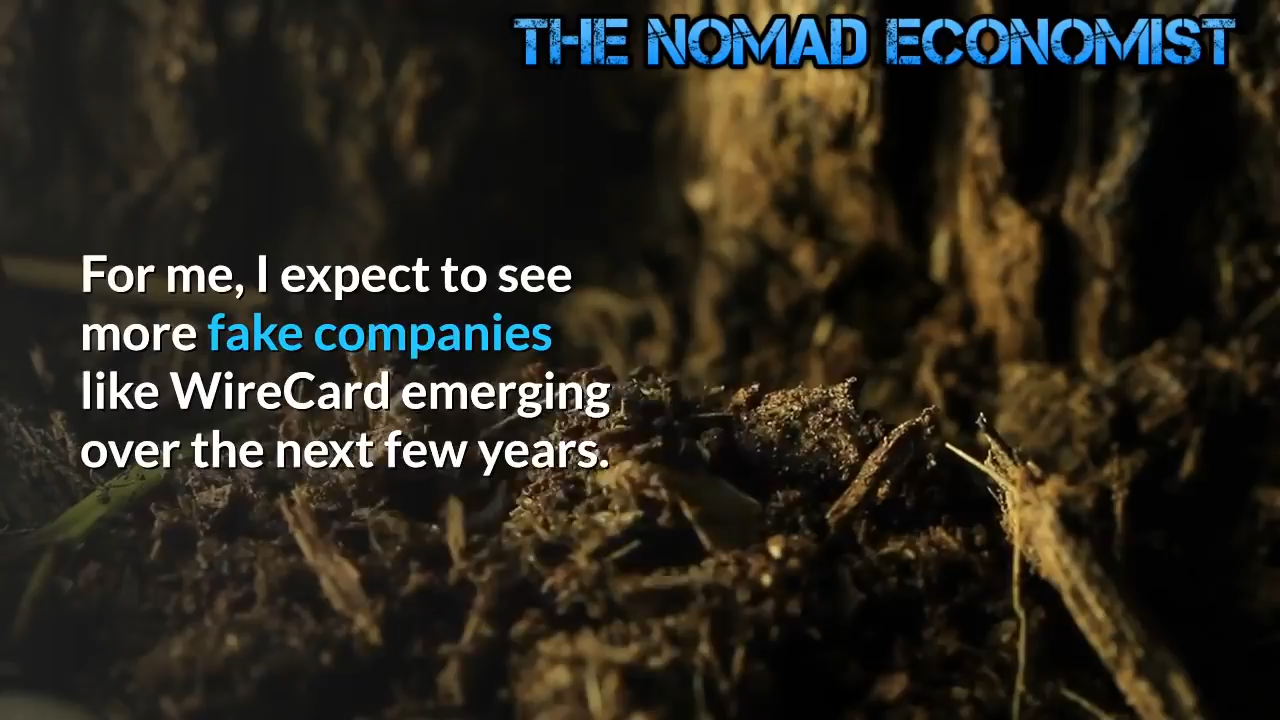 THE NOMAD ECONOMIST
For me, I expect to see
more fake companies
like WireCard emerging
over the next few years.